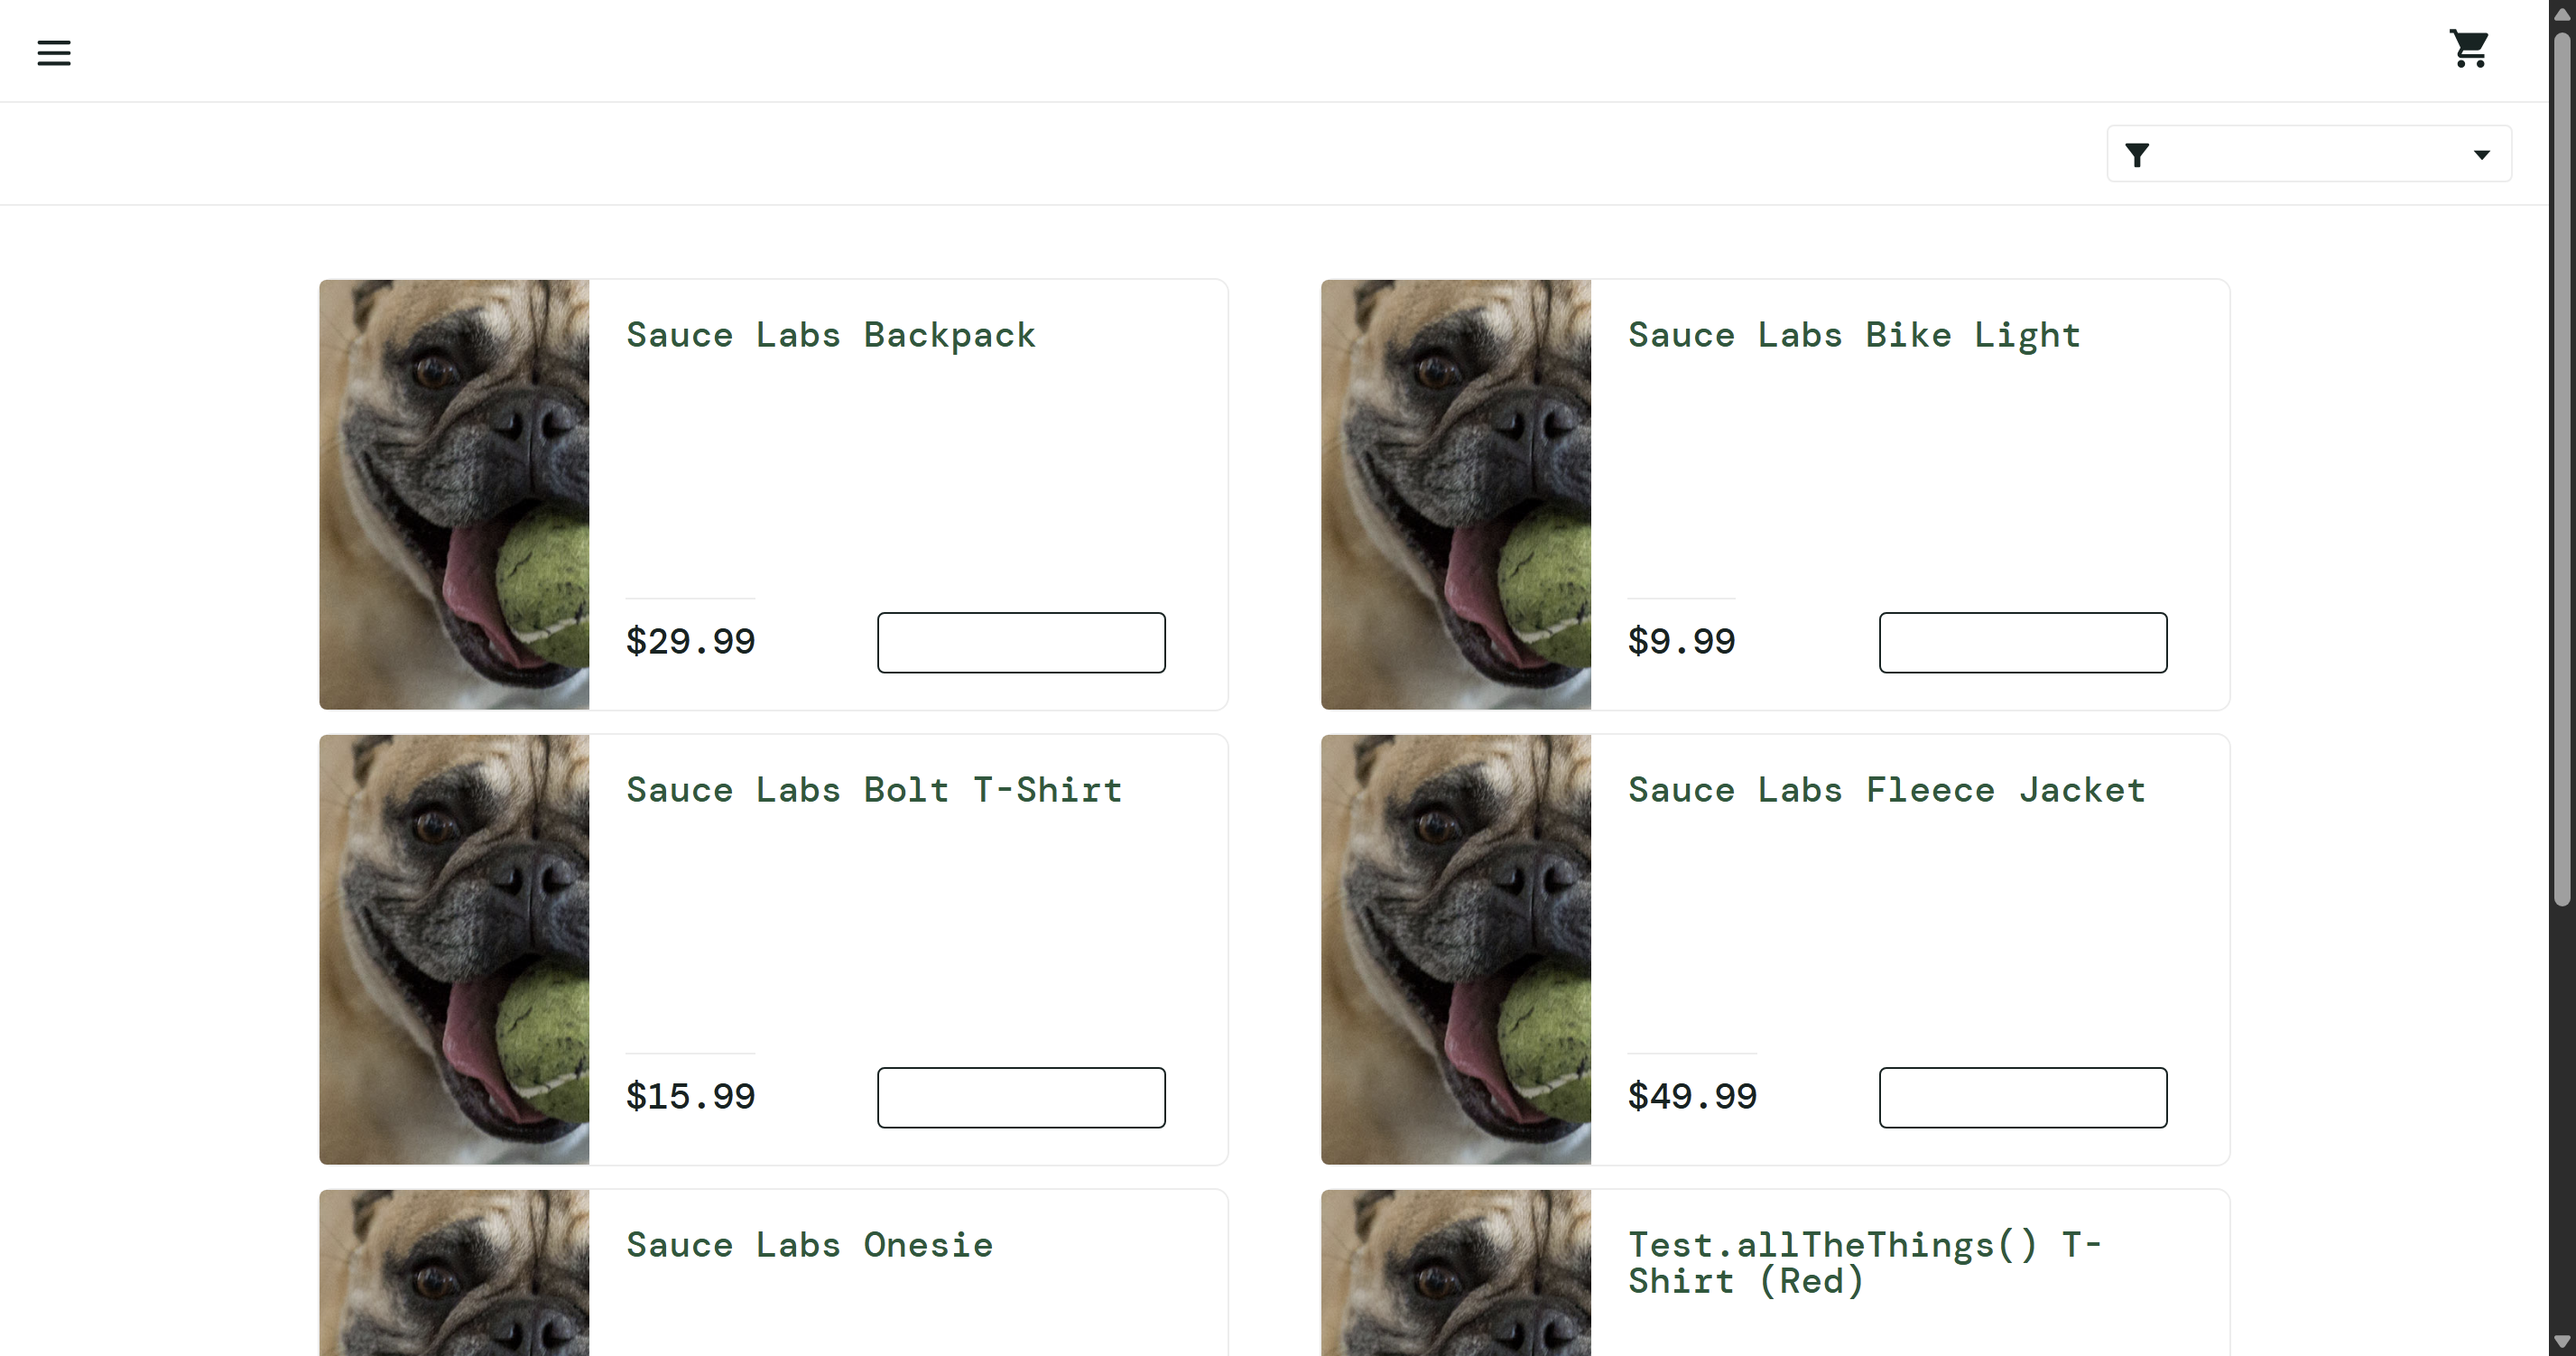 Sauce Labs Backpack
$29.99
Sauce Labs Bike Light
$9.99
Sauce Labs Bolt T-Shirt
$15.99
Sauce Labs Fleece Jacket
$49.99
Sauce Labs Onesie
Test.allTheThings() T-
Shirt (Red)